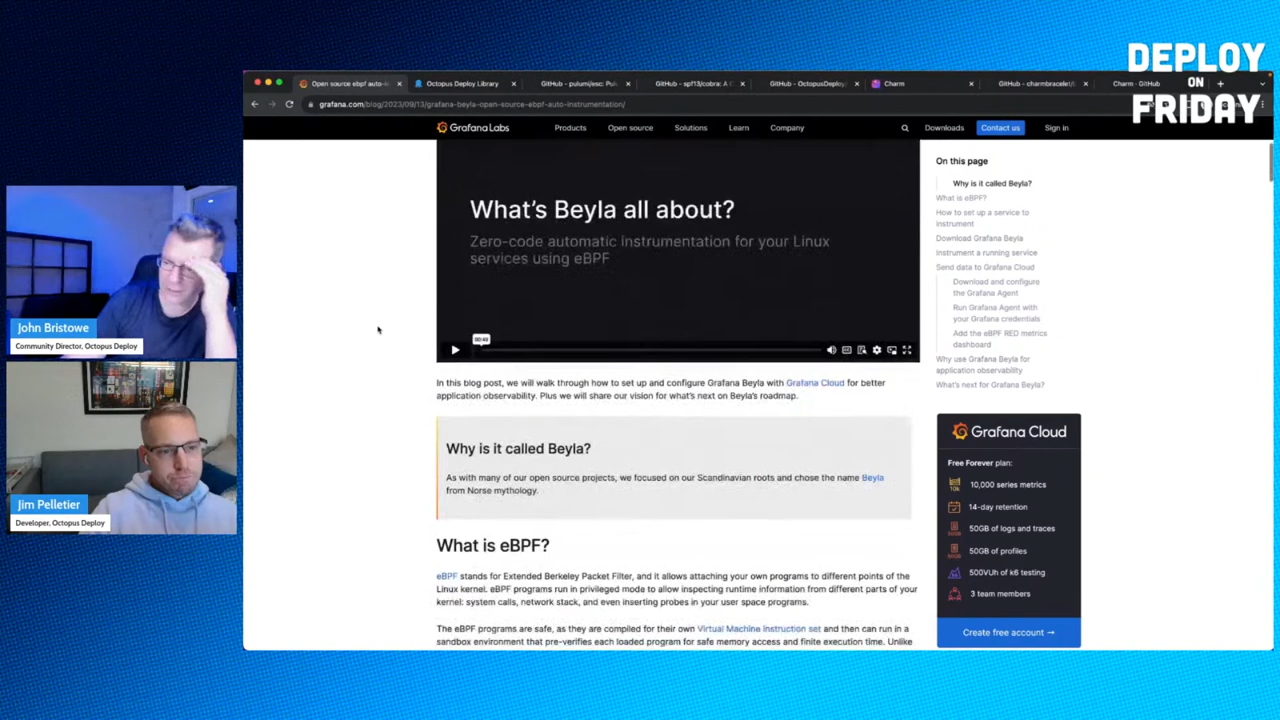 DEPLOY
ON
FRIDAY
Open source ebpf auto-in
Octopus Deploy Library
GitHub - pulumi/esc: Pulu
GitHub - spf13/cobra: A C
GitHub - OctopusDeploy/
Charm
GitHub - charmbracelet/
Charm · GitHub
grafana.com/blog/2023/09/13/grafana-beyla-open-source-ebpf-auto-instrumentation/
Grafana Labs
Products
Open source
Solutions
Learn
Company
Downloads
Contact us
Sign in
What's Beyla all about?
Zero-code automatic instrumentation for your Linux
services using eBPF
00:49
In this blog post, we will walk through how to set up and configure Grafana Beyla with Grafana Cloud for better
application observability. Plus we will share our vision for what's next on Beyla's roadmap.
Why is it called Beyla?
As with many of our open source projects, we focused on our Scandinavian roots and chose the name Beyla
from Norse mythology.
What is eBPF?
eBPF stands for Extended Berkeley Packet Filter, and it allows attaching your own programs to different points of the
Linux kernel. eBPF programs run in privileged mode to allow inspecting runtime information from different parts of your
kernel: system calls, network stack, and even inserting probes in your user space programs.
The eBPF programs are safe, as they are compiled for their own Virtual Machine instruction set and then can run in a
sandbox environment that pre-verifies each loaded program for safe memory access and finite execution time. Unlike
On this page
Why is it called Beyla?
What is eBPF?
How to set up a service to
instrument
Download Grafana Beyla
Instrument a running service
Send data to Grafana Cloud
Download and configure
the Grafana Agent
Run Grafana Agent with
your Grafana credentials
Add the eBPF RED metrics
dashboard
Why use Grafana Beyla for
application observability
What's next for Grafana Beyla?
Grafana Cloud
Free Forever plan:
10K
10,000 series metrics
14-day retention
50GB
50GB of logs and traces
50GB
50GB of profiles
500VUh of k6 testing
3 team members
Create free account →
John Bristowe
Community Director, Octopus Deploy
Jim Pelletier
Developer, Octopus Deploy